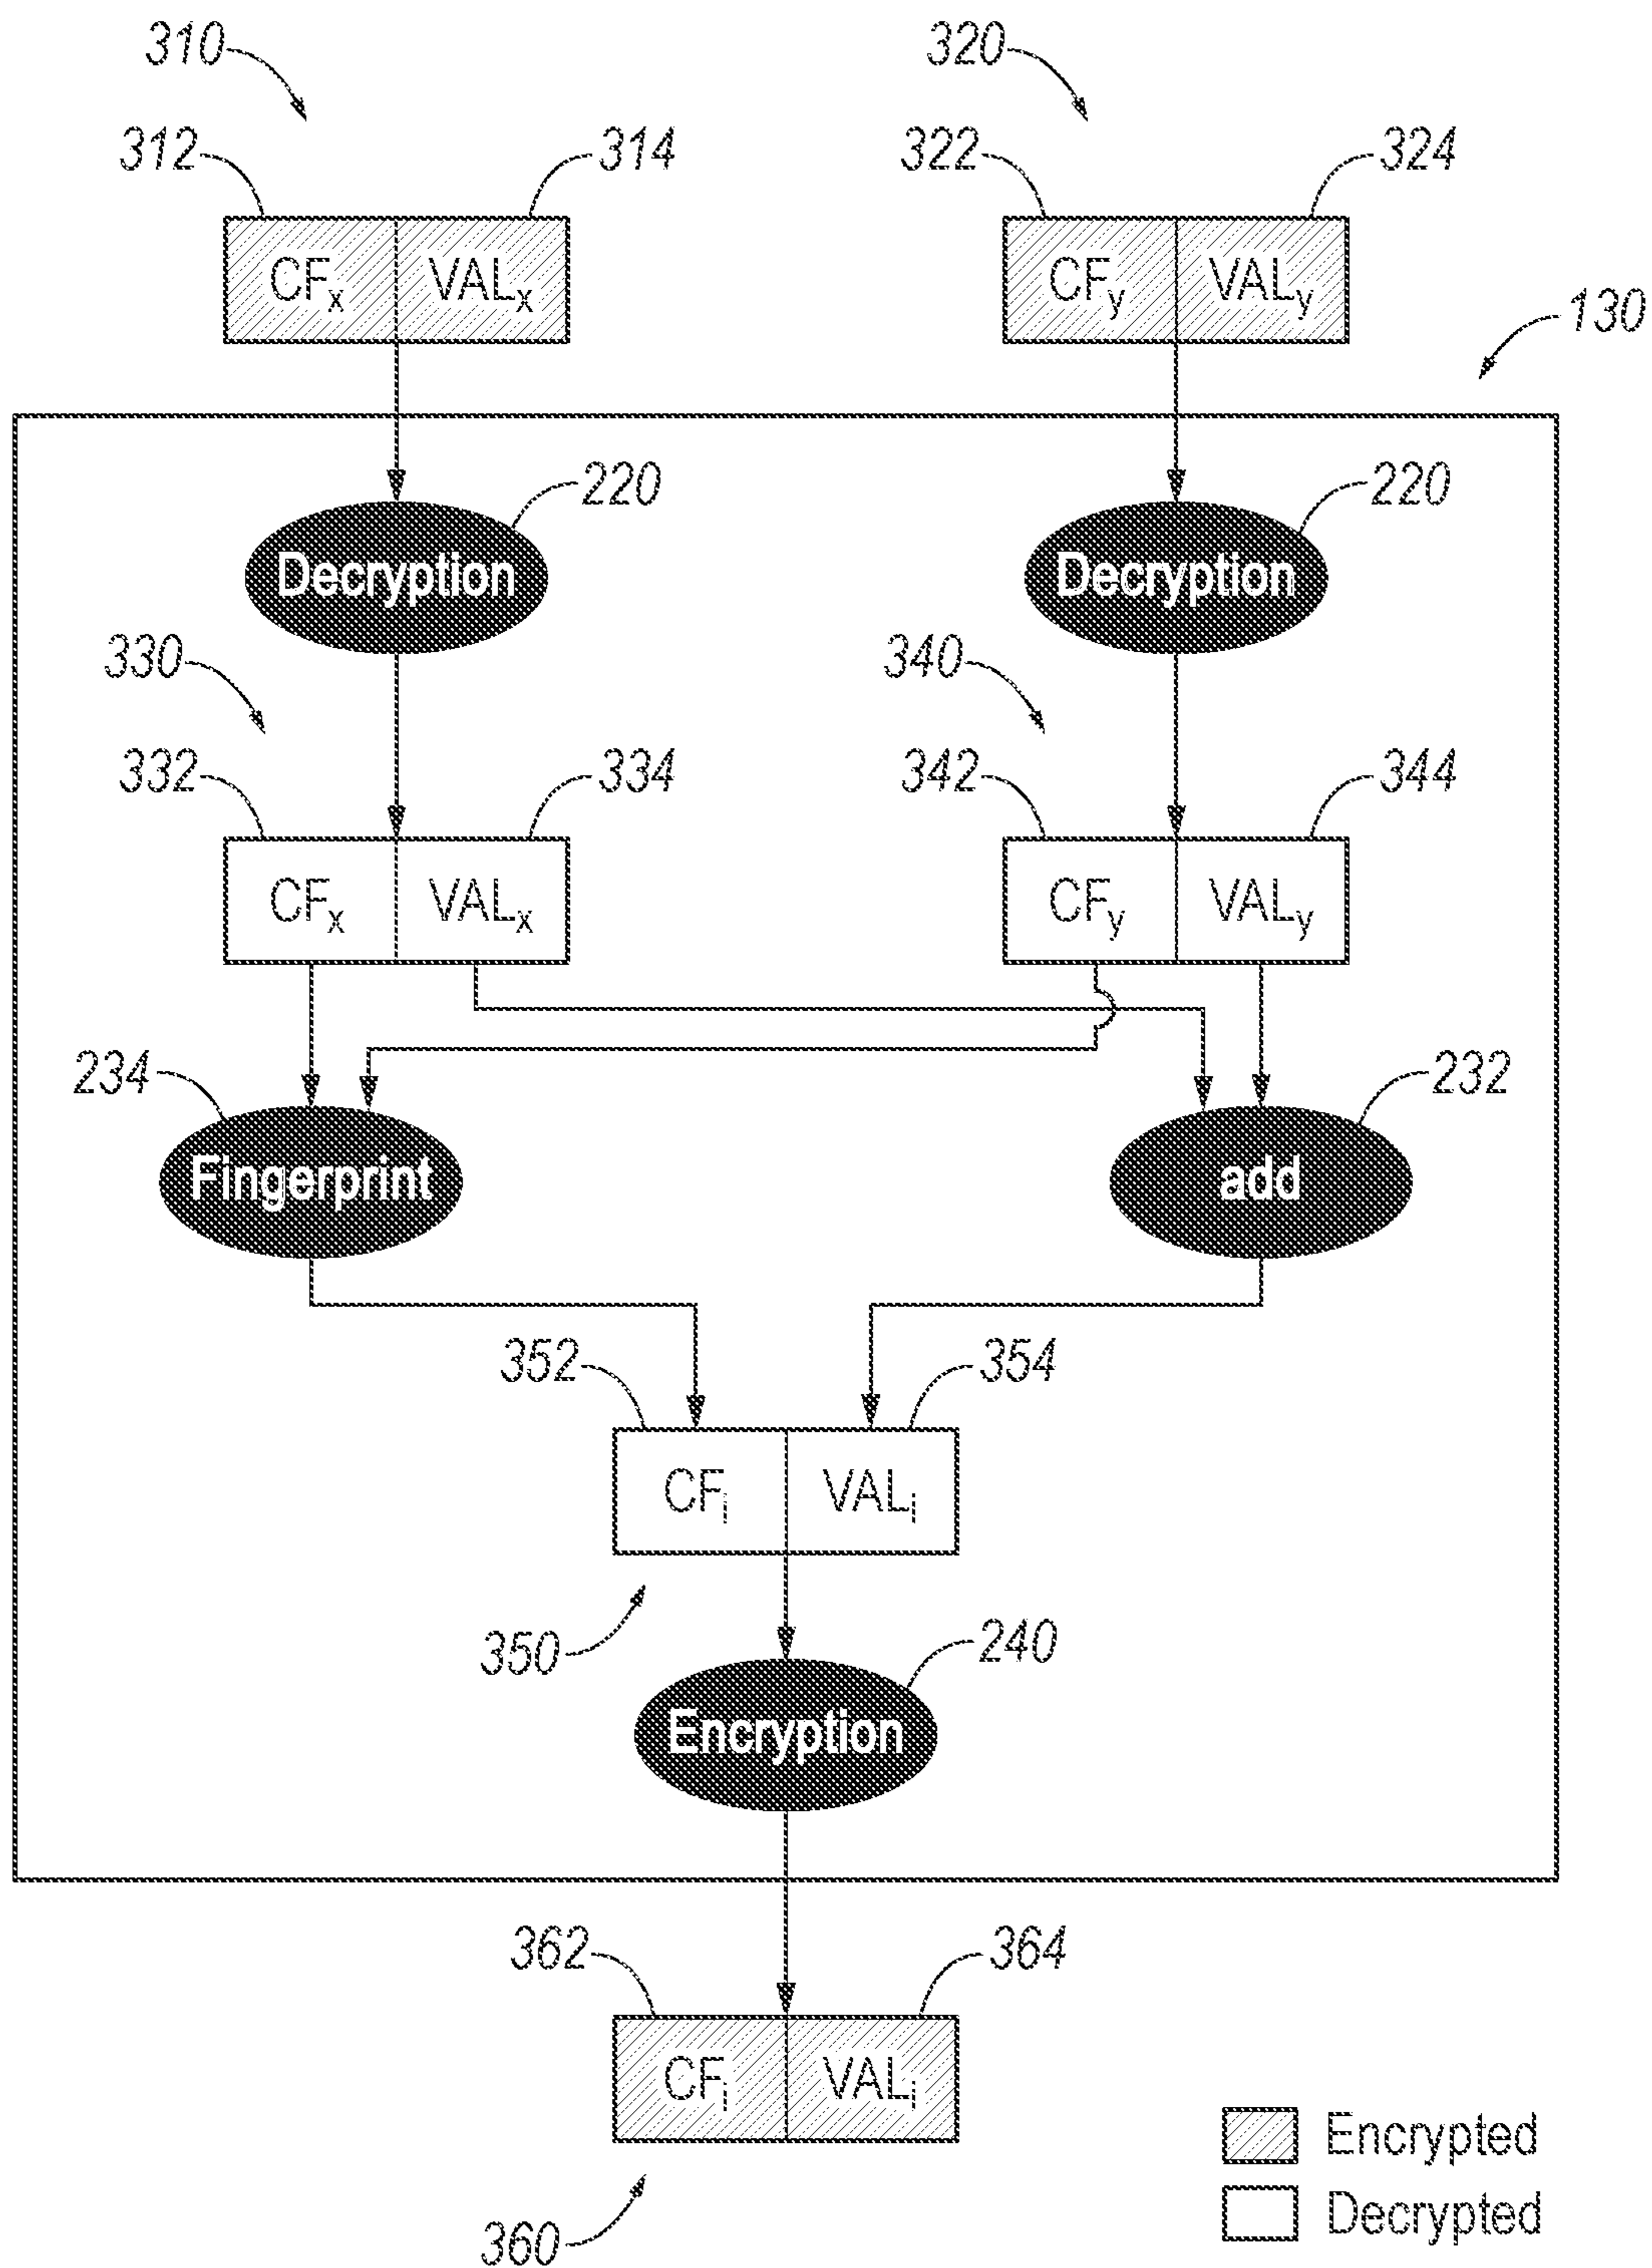 310 320
312 314 322 324
CFx VALx CFy VALy
130
220 220
Decryption Decryption
330 340
332 334 342 344
CFx VALx CFy VALy
234 232
Fingerprint add
352 354
CFi VALi
350 240
Encryption
362 364
CFi VALi
Encrypted
Decrypted
360